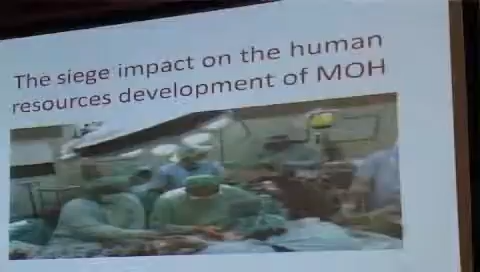 The siege impact on the human
resources development of MOH